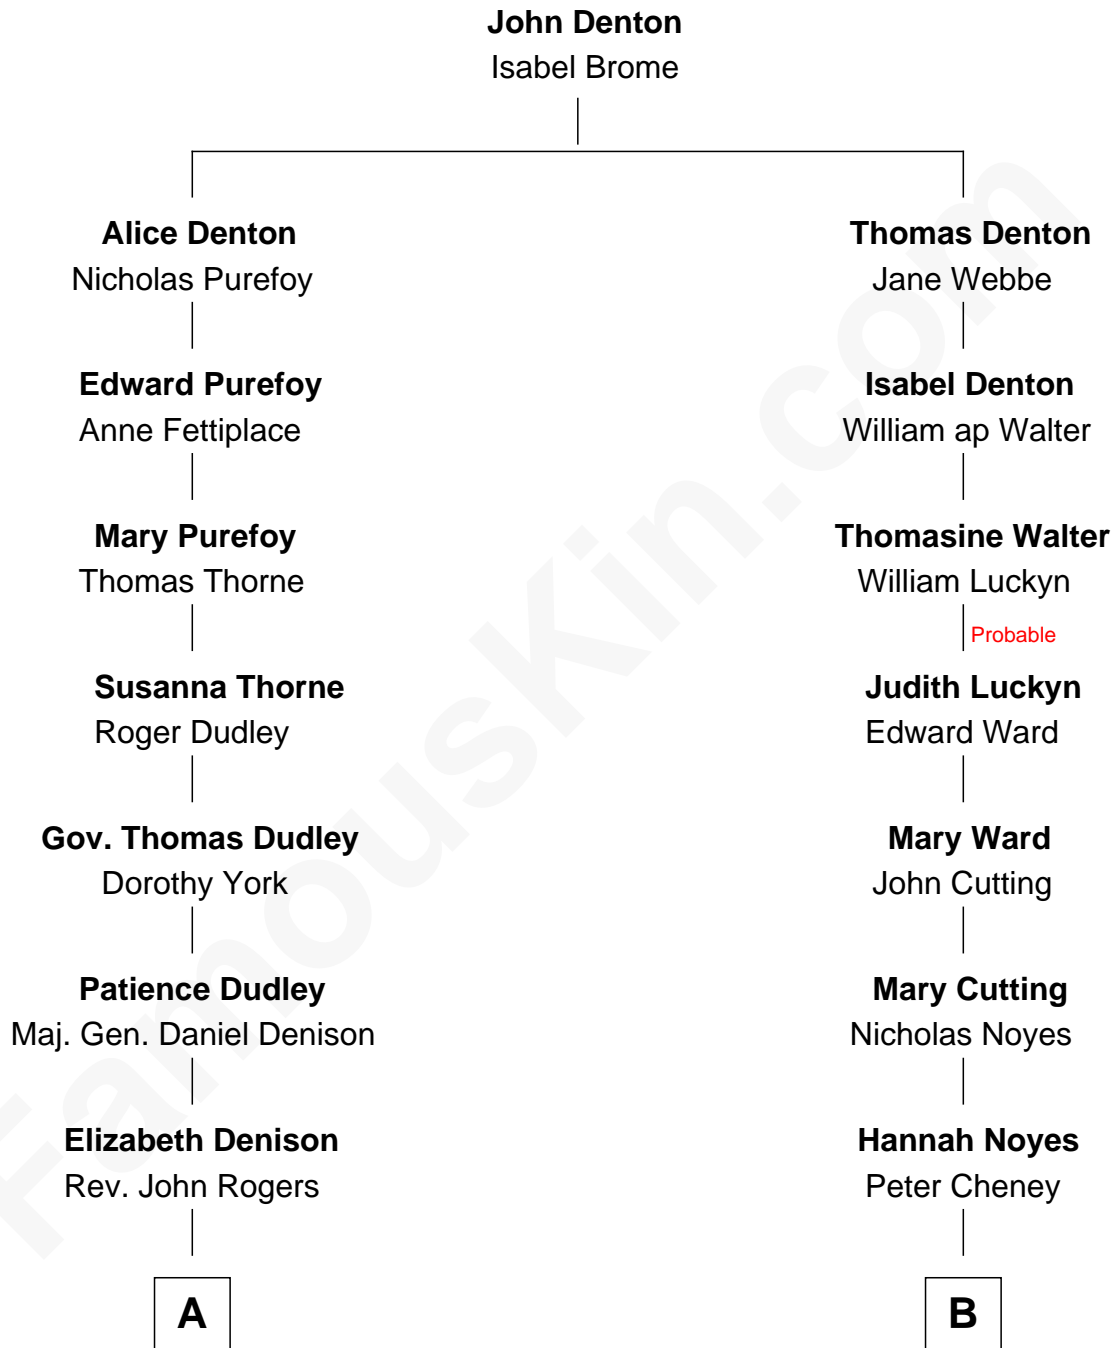 John Denton
Isabel Brome
Alice Denton
Nicholas Purefoy
Thomas Denton
Jane Webbe
Edward Purefoy
Anne Fettiplace
Isabel Denton
William ap Walter
Mary Purefoy
Thomas Thorne
Thomasine Walter
William Luckyn
Probable
Susanna Thorne
Roger Dudley
Judith Luckyn
Edward Ward
Gov. Thomas Dudley
Dorothy York
Mary Ward
John Cutting
Patience Dudley
Maj. Gen. Daniel Denison
Mary Cutting
Nicholas Noyes
Elizabeth Denison
Rev. John Rogers
Hannah Noyes
Peter Cheney
A
B
FamousKin.com